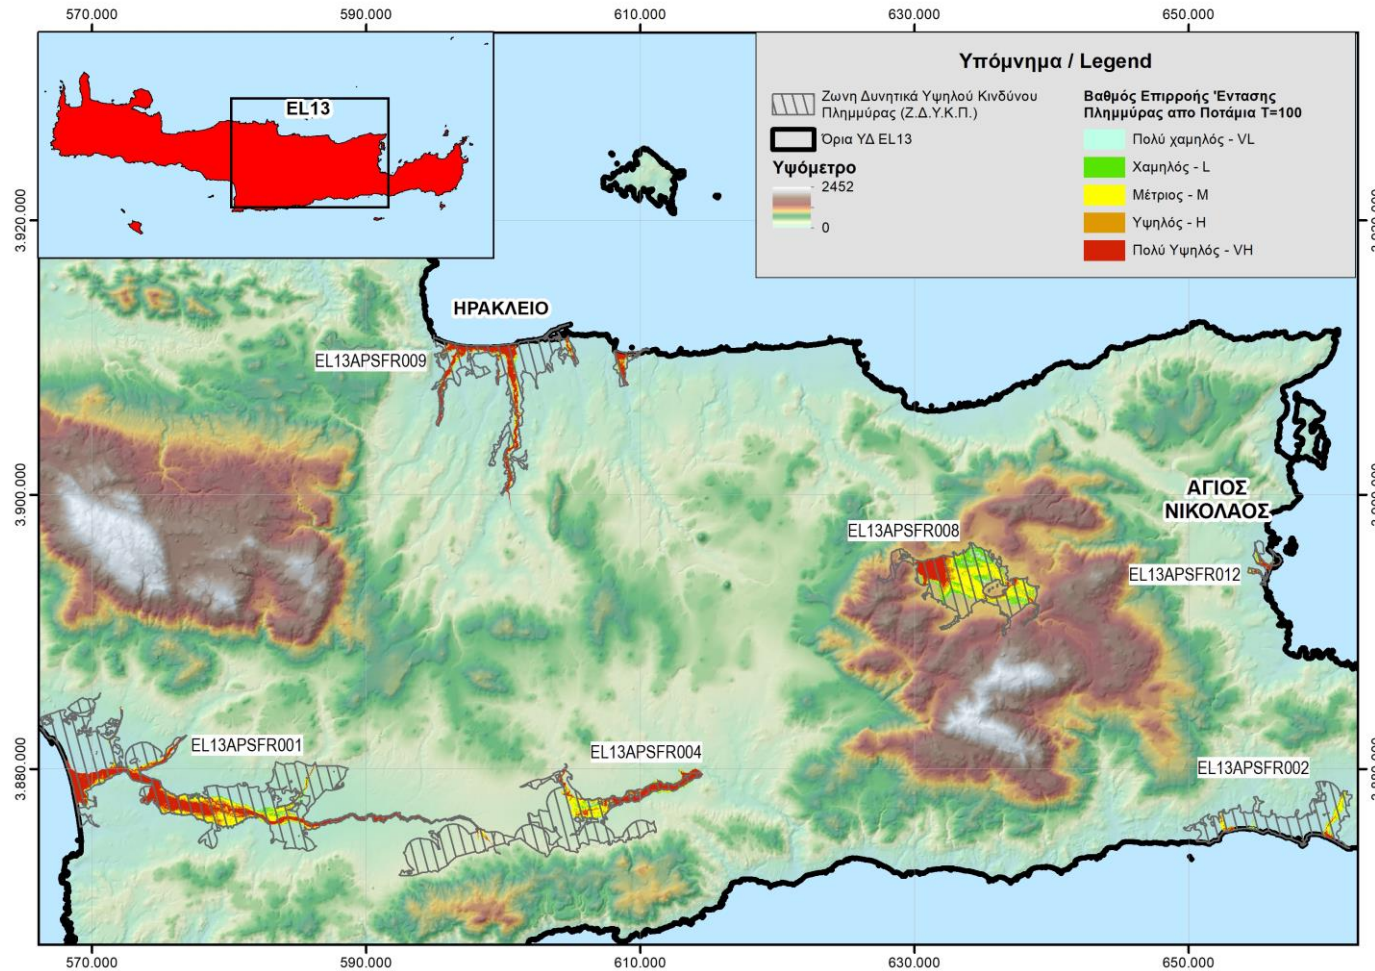 570.000 590.000 610.000 630.000 650.000
EL13
Υπόμνημα / Legend
Ζωνη Δυνητικά Υψηλού Κινδύνου
Πλημμύρας (Ζ.Δ.Υ.Κ.Π.)
Όρια ΥΔ EL13
Υψόμετρο
2452
0
Βαθμός Επιρροής Έντασης
Πλημμύρας απο Ποτάμια T=100
Πολύ χαμηλός - VL
Χαμηλός - L
Μέτριος - M
Υψηλός - H
Πολύ Υψηλός - VH
3.920.000
ΗΡΑΚΛΕΙΟ
EL13APSFR009
3.900.000
ΑΓΙΟΣ
ΝΙΚΟΛΑΟΣ
EL13APSFR008
EL13APSFR012
EL13APSFR001
EL13APSFR004
EL13APSFR002
3.880.000
570.000 590.000 610.000 630.000 650.000